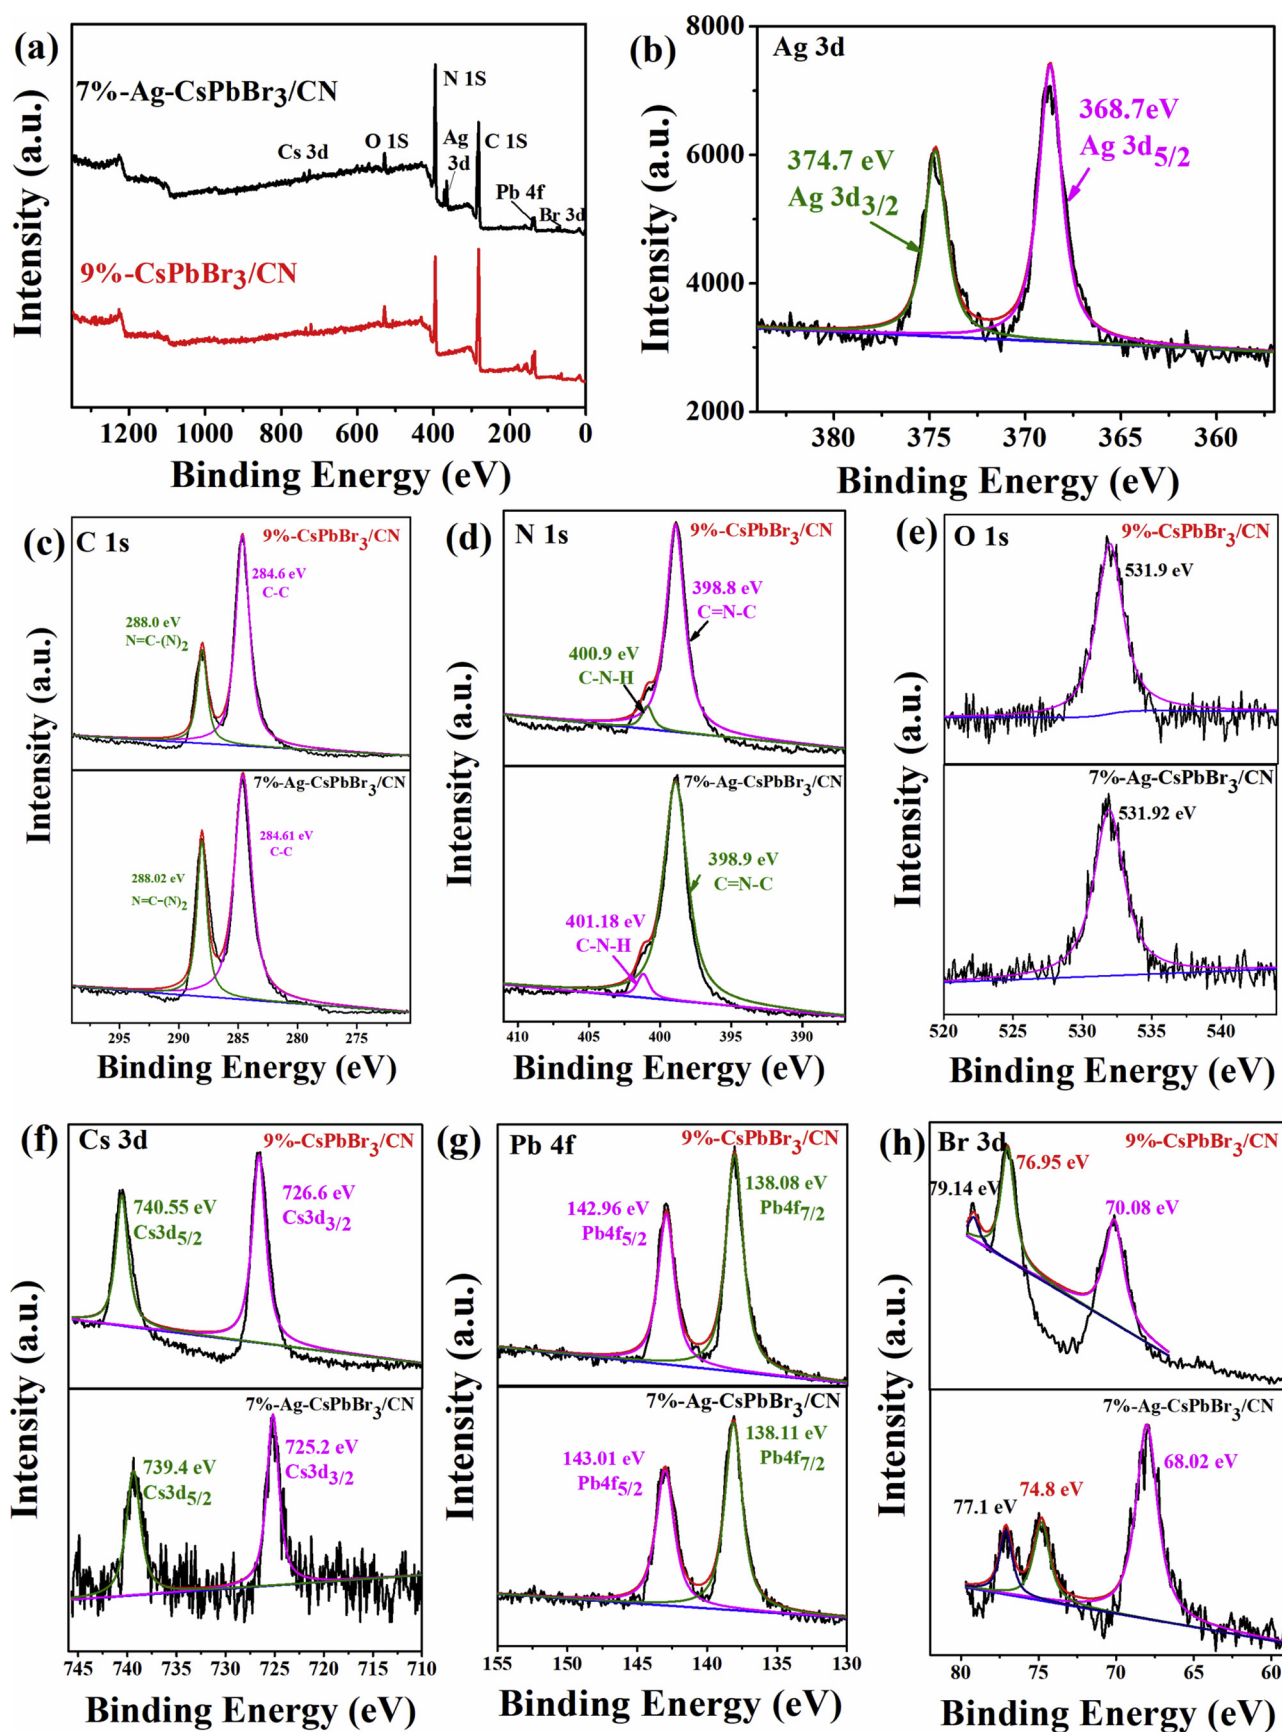 (a)
7%-Ag-CsPbBr3/CN
N 1S
Cs 3d
O 1S
Ag
3d
C 1S
Pb 4f
Br 3d
9%-CsPbBr3/CN
Intensity (a.u.)
1200 1000 800 600 400 200 0
Binding Energy (eV)
(b)
Ag 3d
8000
6000
4000
2000
374.7 eV
Ag 3d3/2
368.7eV
Ag 3d5/2
Intensity (a.u.)
380 375 370 365 360
Binding Energy (eV)
(c)
C 1s
9%-CsPbBr3/CN
284.6 eV
C-C
288.0 eV
N=C-(N)2
7%-Ag-CsPbBr3/CN
284.61 eV
C-C
288.02 eV
N=C-(N)2
Intensity (a.u.)
295 290 285 280 275
Binding Energy (eV)
(d)
N 1s
9%-CsPbBr3/CN
398.8 eV
C=N-C
400.9 eV
C-N-H
7%-Ag-CsPbBr3/CN
398.9 eV
C=N-C
401.18 eV
C-N-H
Intensity (a.u.)
410 405 400 395 390
Binding Energy (eV)
(e)
O 1s
9%-CsPbBr3/CN
531.9 eV
7%-Ag-CsPbBr3/CN
531.92 eV
Intensity (a.u.)
520 525 530 535 540
Binding Energy (eV)
(f)
Cs 3d
9%-CsPbBr3/CN
740.55 eV
Cs3d5/2
726.6 eV
Cs3d3/2
7%-Ag-CsPbBr3/CN
739.4 eV
Cs3d5/2
725.2 eV
Cs3d3/2
Intensity (a.u.)
745 740 735 730 725 720 715 710
Binding Energy (eV)
(g)
Pb 4f
9%-CsPbBr3/CN
142.96 eV
Pb4f5/2
138.08 eV
Pb4f7/2
7%-Ag-CsPbBr3/CN
143.01 eV
Pb4f5/2
138.11 eV
Pb4f7/2
Intensity (a.u.)
155 150 145 140 135 130
Binding Energy (eV)
(h)
Br 3d
9%-CsPbBr3/CN
76.95 eV
79.14 eV
70.08 eV
7%-Ag-CsPbBr3/CN
68.02 eV
74.8 eV
77.1 eV
Intensity (a.u.)
80 75 70 65 60
Binding Energy (eV)